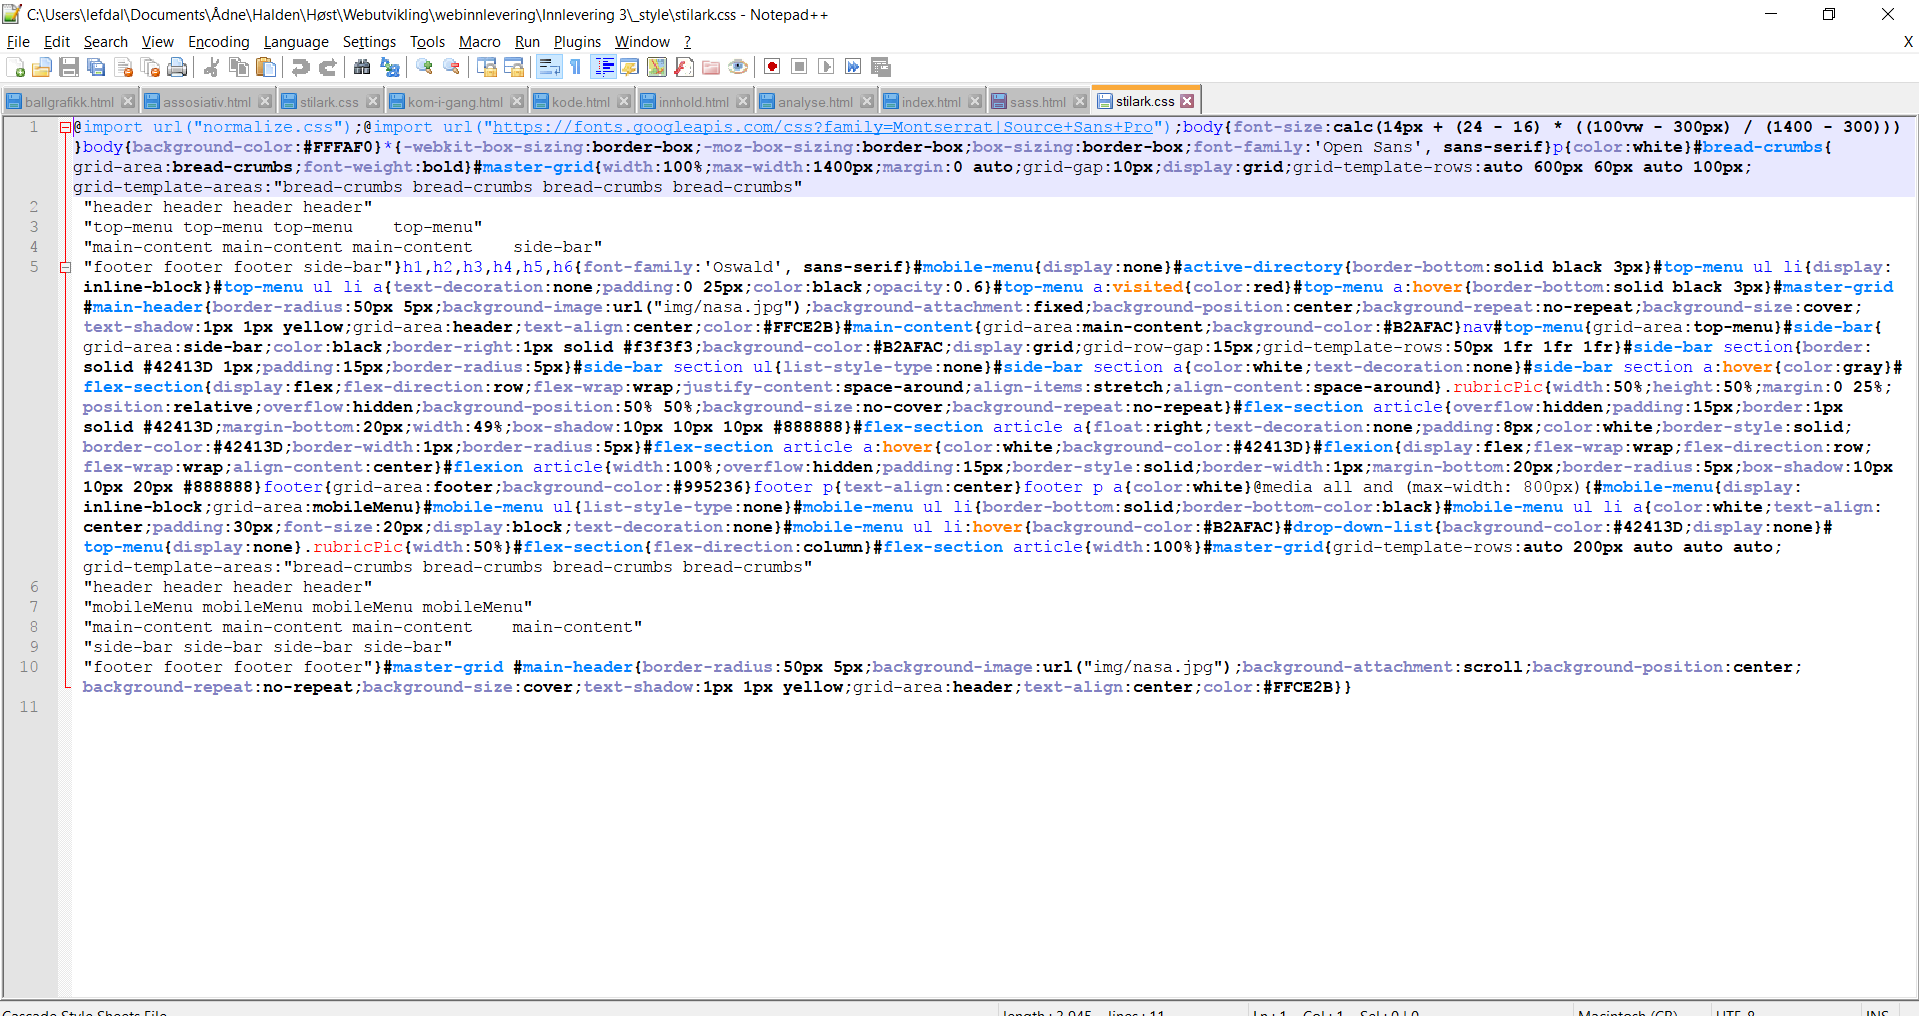 C:\Users\lefdal\Documents\Ådne\Halden\Høst\Webutvikling\webinnlevering\Innlevering 3\_style\stilark.css - Notepad++
File Edit Search View Encoding Language Settings Tools Macro Run Plugins Window ? X
ballgrafikk.html assosiativ.html stilark.css kom-i-gang.html kode.html innhold.html analyse.html index.html sass.html stilark.css
1 @import url("normalize.css");@import url("https://fonts.googleapis.com/css?family=Montserrat|Source+Sans+Pro");body{font-size:calc(14px + (24 - 16) * ((100vw - 300px) / (1400 - 300)))
}body{background-color:#FFFAF0}*{-webkit-box-sizing:border-box;-moz-box-sizing:border-box;box-sizing:border-box;font-family:'Open Sans', sans-serif}p{color:white}#bread-crumbs{
grid-area:bread-crumbs;font-weight:bold}#master-grid{width:100%;max-width:1400px;margin:0 auto;grid-gap:10px;display:grid;grid-template-rows:auto 600px 60px auto 100px;
grid-template-areas:"bread-crumbs bread-crumbs bread-crumbs bread-crumbs"
2 "header header header header"
3 "top-menu top-menu top-menu    top-menu"
4 "main-content main-content main-content    side-bar"
5 "footer footer footer side-bar"}h1,h2,h3,h4,h5,h6{font-family:'Oswald', sans-serif}#mobile-menu{display:none}#active-directory{border-bottom:solid black 3px}#top-menu ul li{display:
inline-block}#top-menu ul li a{text-decoration:none;padding:0 25px;color:black;opacity:0.6}#top-menu a:visited{color:red}#top-menu a:hover{border-bottom:solid black 3px}#master-grid
#main-header{border-radius:50px 5px;background-image:url("img/nasa.jpg");background-attachment:fixed;background-position:center;background-repeat:no-repeat;background-size:cover;
text-shadow:1px 1px yellow;grid-area:header;text-align:center;color:#FFCE2B}#main-content{grid-area:main-content;background-color:#B2AFAC}nav#top-menu{grid-area:top-menu}#side-bar{
grid-area:side-bar;color:black;border-right:1px solid #f3f3f3;background-color:#B2AFAC;display:grid;grid-row-gap:15px;grid-template-rows:50px 1fr 1fr 1fr}#side-bar section{border:
solid #42413D 1px;padding:15px;border-radius:5px}#side-bar section ul{list-style-type:none}#side-bar section a{color:white;text-decoration:none}#side-bar section a:hover{color:gray}#
flex-section{display:flex;flex-direction:row;flex-wrap:wrap;justify-content:space-around;align-items:stretch;align-content:space-around}.rubricPic{width:50%;height:50%;margin:0 25%;
position:relative;overflow:hidden;background-position:50% 50%;background-size:no-cover;background-repeat:no-repeat}#flex-section article{overflow:hidden;padding:15px;border:1px
solid #42413D;margin-bottom:20px;width:49%;box-shadow:10px 10px 10px #888888}#flex-section article a{float:right;text-decoration:none;padding:8px;color:white;border-style:solid;
border-color:#42413D;border-width:1px;border-radius:5px}#flex-section article a:hover{color:white;background-color:#42413D}#flexion{display:flex;flex-wrap:wrap;flex-direction:row;
flex-wrap:wrap;align-content:center}#flexion article{width:100%;overflow:hidden;padding:15px;border-style:solid;border-width:1px;margin-bottom:20px;border-radius:5px;box-shadow:10px
10px 20px #888888}footer{grid-area:footer;background-color:#995236}footer p{text-align:center}footer p a{color:white}@media all and (max-width: 800px){#mobile-menu{display:
inline-block;grid-area:mobileMenu}#mobile-menu ul{list-style-type:none}#mobile-menu ul li{border-bottom:solid;border-bottom-color:black}#mobile-menu ul li a{color:white;text-align:
center;padding:30px;font-size:20px;display:block;text-decoration:none}#mobile-menu ul li:hover{background-color:#B2AFAC}#drop-down-list{background-color:#42413D;display:none}#
top-menu{display:none}.rubricPic{width:50%}#flex-section{flex-direction:column}#flex-section article{width:100%}#master-grid{grid-template-rows:auto 200px auto auto auto;
grid-template-areas:"bread-crumbs bread-crumbs bread-crumbs bread-crumbs"
6 "header header header header"
7 "mobileMenu mobileMenu mobileMenu mobileMenu"
8 "main-content main-content main-content    main-content"
9 "side-bar side-bar side-bar side-bar"
10 "footer footer footer footer"}#master-grid #main-header{border-radius:50px 5px;background-image:url("img/nasa.jpg");background-attachment:scroll;background-position:center;
background-repeat:no-repeat;background-size:cover;text-shadow:1px 1px yellow;grid-area:header;text-align:center;color:#FFCE2B}}
11
Cascade Style Sheets File length : 3,945 lines : 11 Ln : 1 Col : 1 Sel : 0 | 0 Macintosh (CR) UTF-8 INS